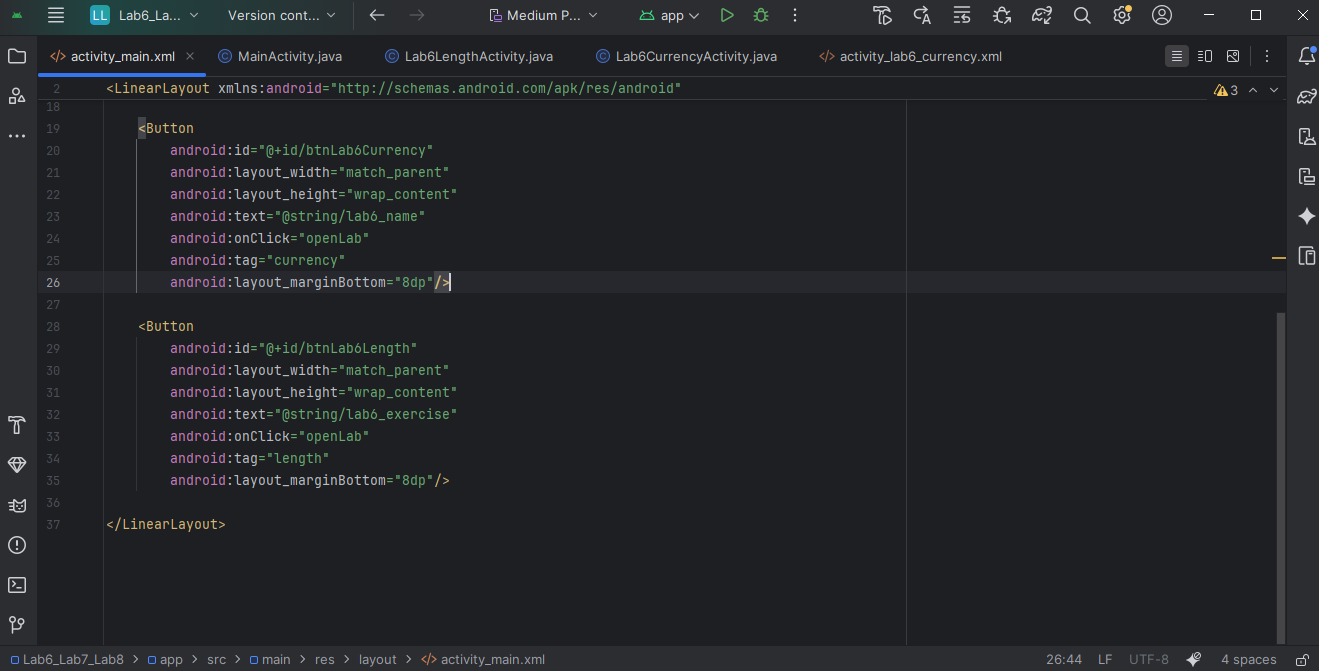 LL Lab6_La... Version cont... Medium P... app
activity_main.xml MainActivity.java Lab6LengthActivity.java Lab6CurrencyActivity.java activity_lab6_currency.xml
2 <LinearLayout xmlns:android="http://schemas.android.com/apk/res/android" 3
18
19 <Button
20 android:id="@+id/btnLab6Currency"
21 android:layout_width="match_parent"
22 android:layout_height="wrap_content"
23 android:text="@string/lab6_name"
24 android:onClick="openLab"
25 android:tag="currency"
26 android:layout_marginBottom="8dp"/>
27
28 <Button
29 android:id="@+id/btnLab6Length"
30 android:layout_width="match_parent"
31 android:layout_height="wrap_content"
32 android:text="@string/lab6_exercise"
33 android:onClick="openLab"
34 android:tag="length"
35 android:layout_marginBottom="8dp"/>
36
37 </LinearLayout>
Lab6_Lab7_Lab8 > app > src > main > res > layout > activity_main.xml 26:44 LF UTF-8 4 spaces